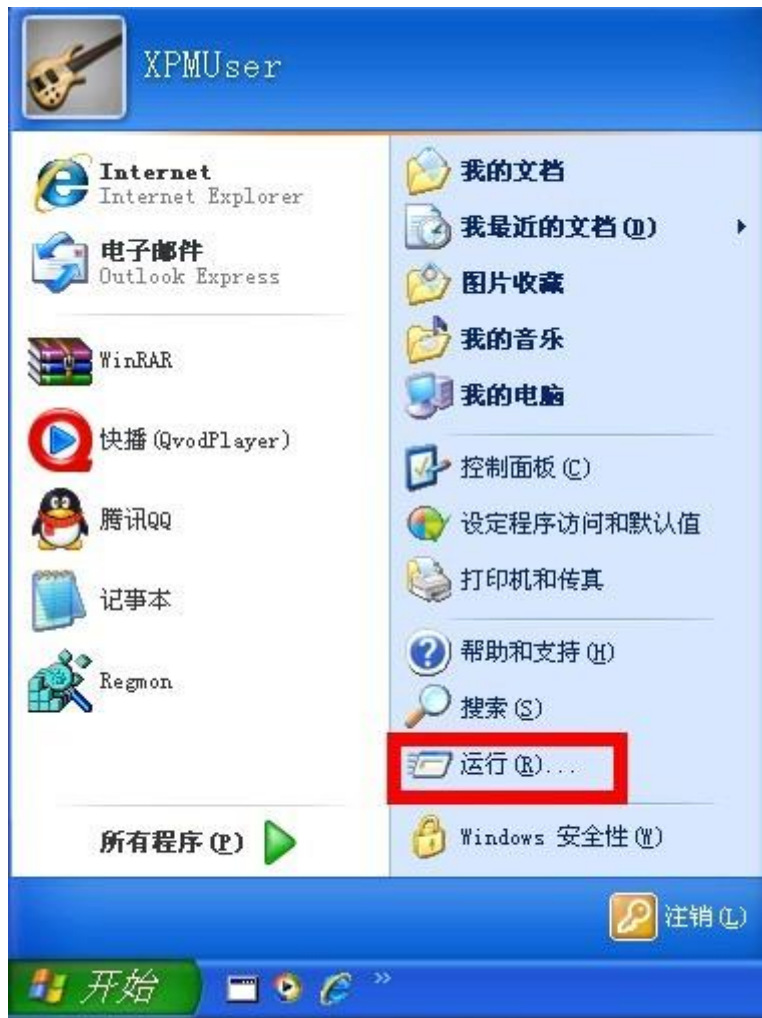 XPMUser
Internet
Internet Explorer
电子邮件
Outlook Express
WinRAR
快播(QvodPlayer)
腾讯QQ
记事本
Regmon
所有程序(P)
我的文档
我最近的文档(D)
图片收藏
我的音乐
我的电脑
控制面板(C)
设定程序访问和默认值
打印机和传真
帮助和支持(H)
搜索(S)
运行(R)...
Windows 安全性(W)
注销(L)
开始